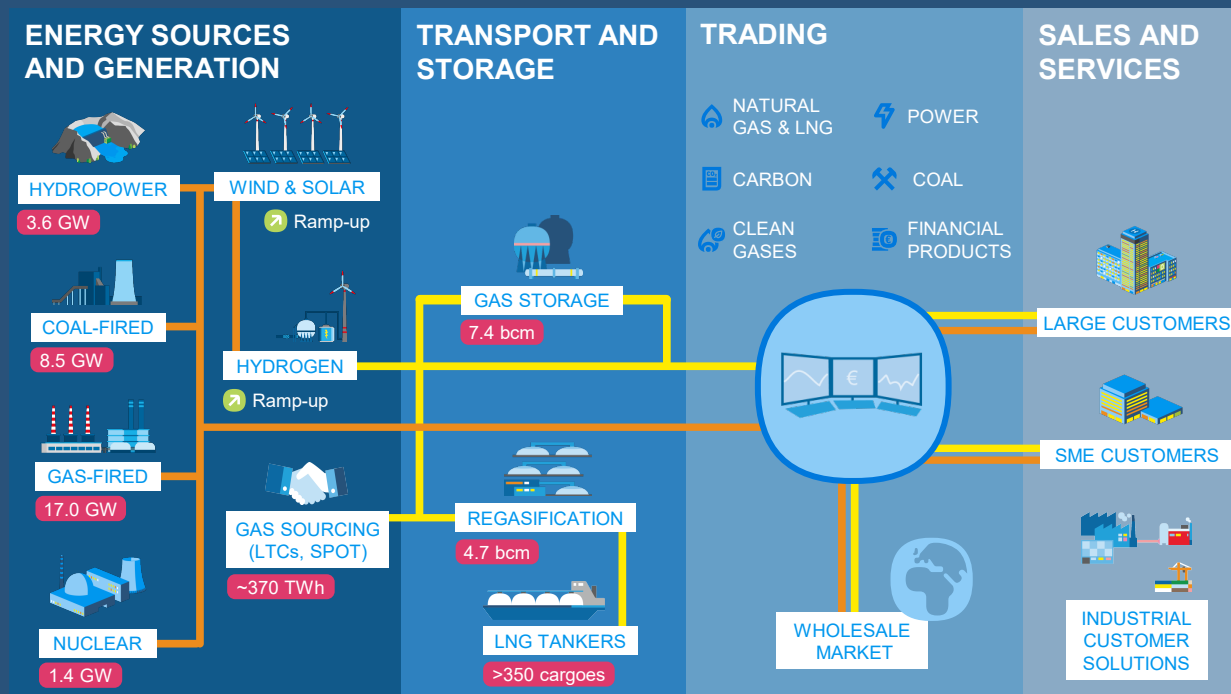 ENERGY SOURCES
AND GENERATION
HYDROPOWER
3.6 GW
WIND & SOLAR
Ramp-up
COAL-FIRED
8.5 GW
HYDROGEN
Ramp-up
GAS-FIRED
17.0 GW
GAS SOURCING
(LTCs, SPOT)
~370 TWh
NUCLEAR
1.4 GW
TRANSPORT AND
STORAGE
GAS STORAGE
7.4 bcm
REGASIFICATION
4.7 bcm
LNG TANKERS
>350 cargoes
TRADING
NATURAL
GAS & LNG
POWER
CARBON
COAL
CLEAN
GASES
FINANCIAL
PRODUCTS
€
WHOLESALE
MARKET
SALES AND
SERVICES
LARGE CUSTOMERS
SME CUSTOMERS
INDUSTRIAL
CUSTOMER
SOLUTIONS